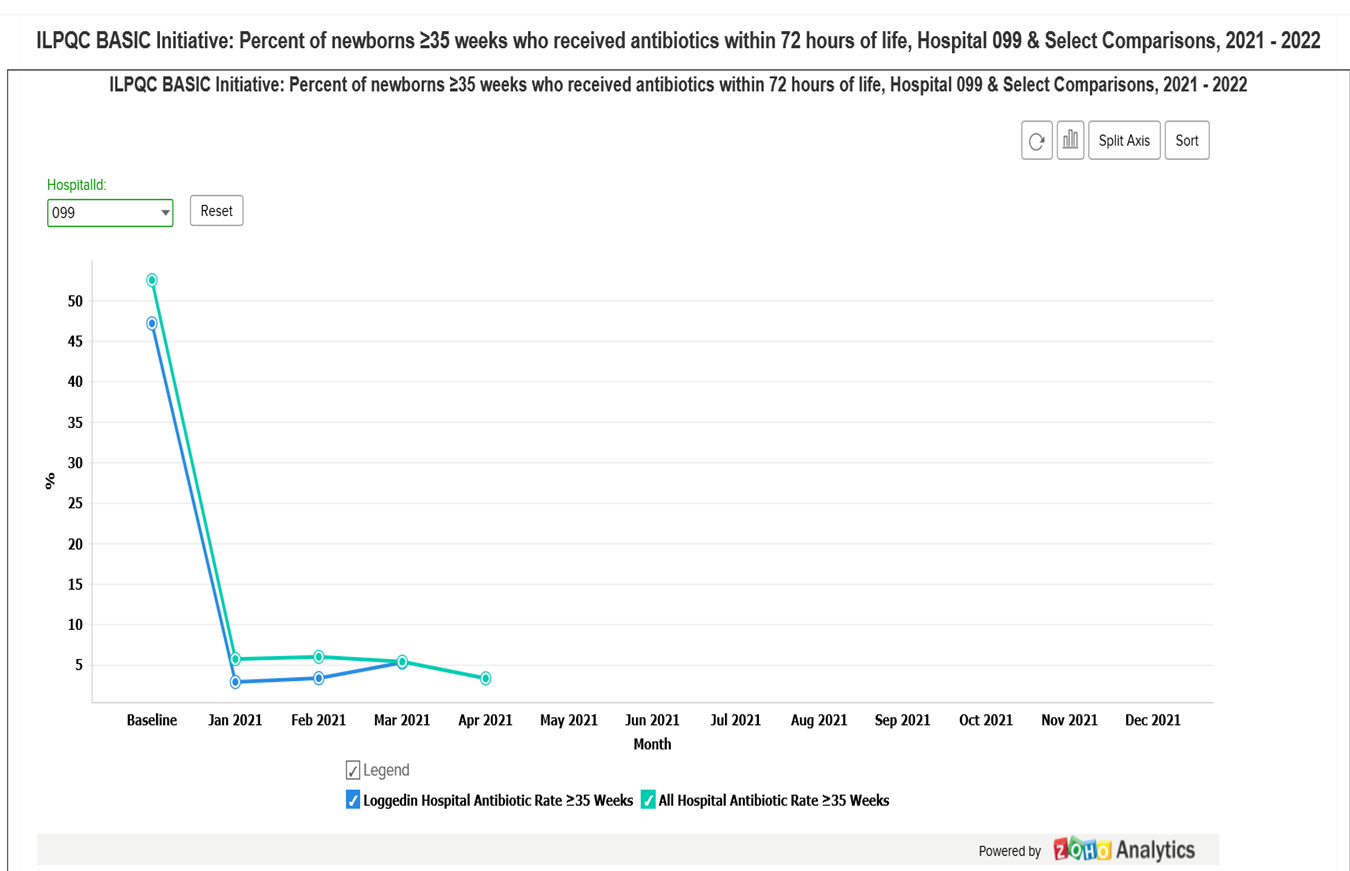 ILPQC BASIC Initiative: Percent of newborns ≥35 weeks who received antibiotics within 72 hours of life, Hospital 099 & Select Comparisons, 2021 - 2022
ILPQC BASIC Initiative: Percent of newborns ≥35 weeks who received antibiotics within 72 hours of life, Hospital 099 & Select Comparisons, 2021 - 2022
Split Axis Sort
HospitalId:
099 Reset
50
45
40
35
30
%
25
20
15
10
5
Baseline Jan 2021 Feb 2021 Mar 2021 Apr 2021 May 2021 Jun 2021 Jul 2021 Aug 2021 Sep 2021 Oct 2021 Nov 2021 Dec 2021
Month
Legend
Loggedin Hospital Antibiotic Rate ≥35 Weeks All Hospital Antibiotic Rate ≥35 Weeks
Powered by ZOHO Analytics